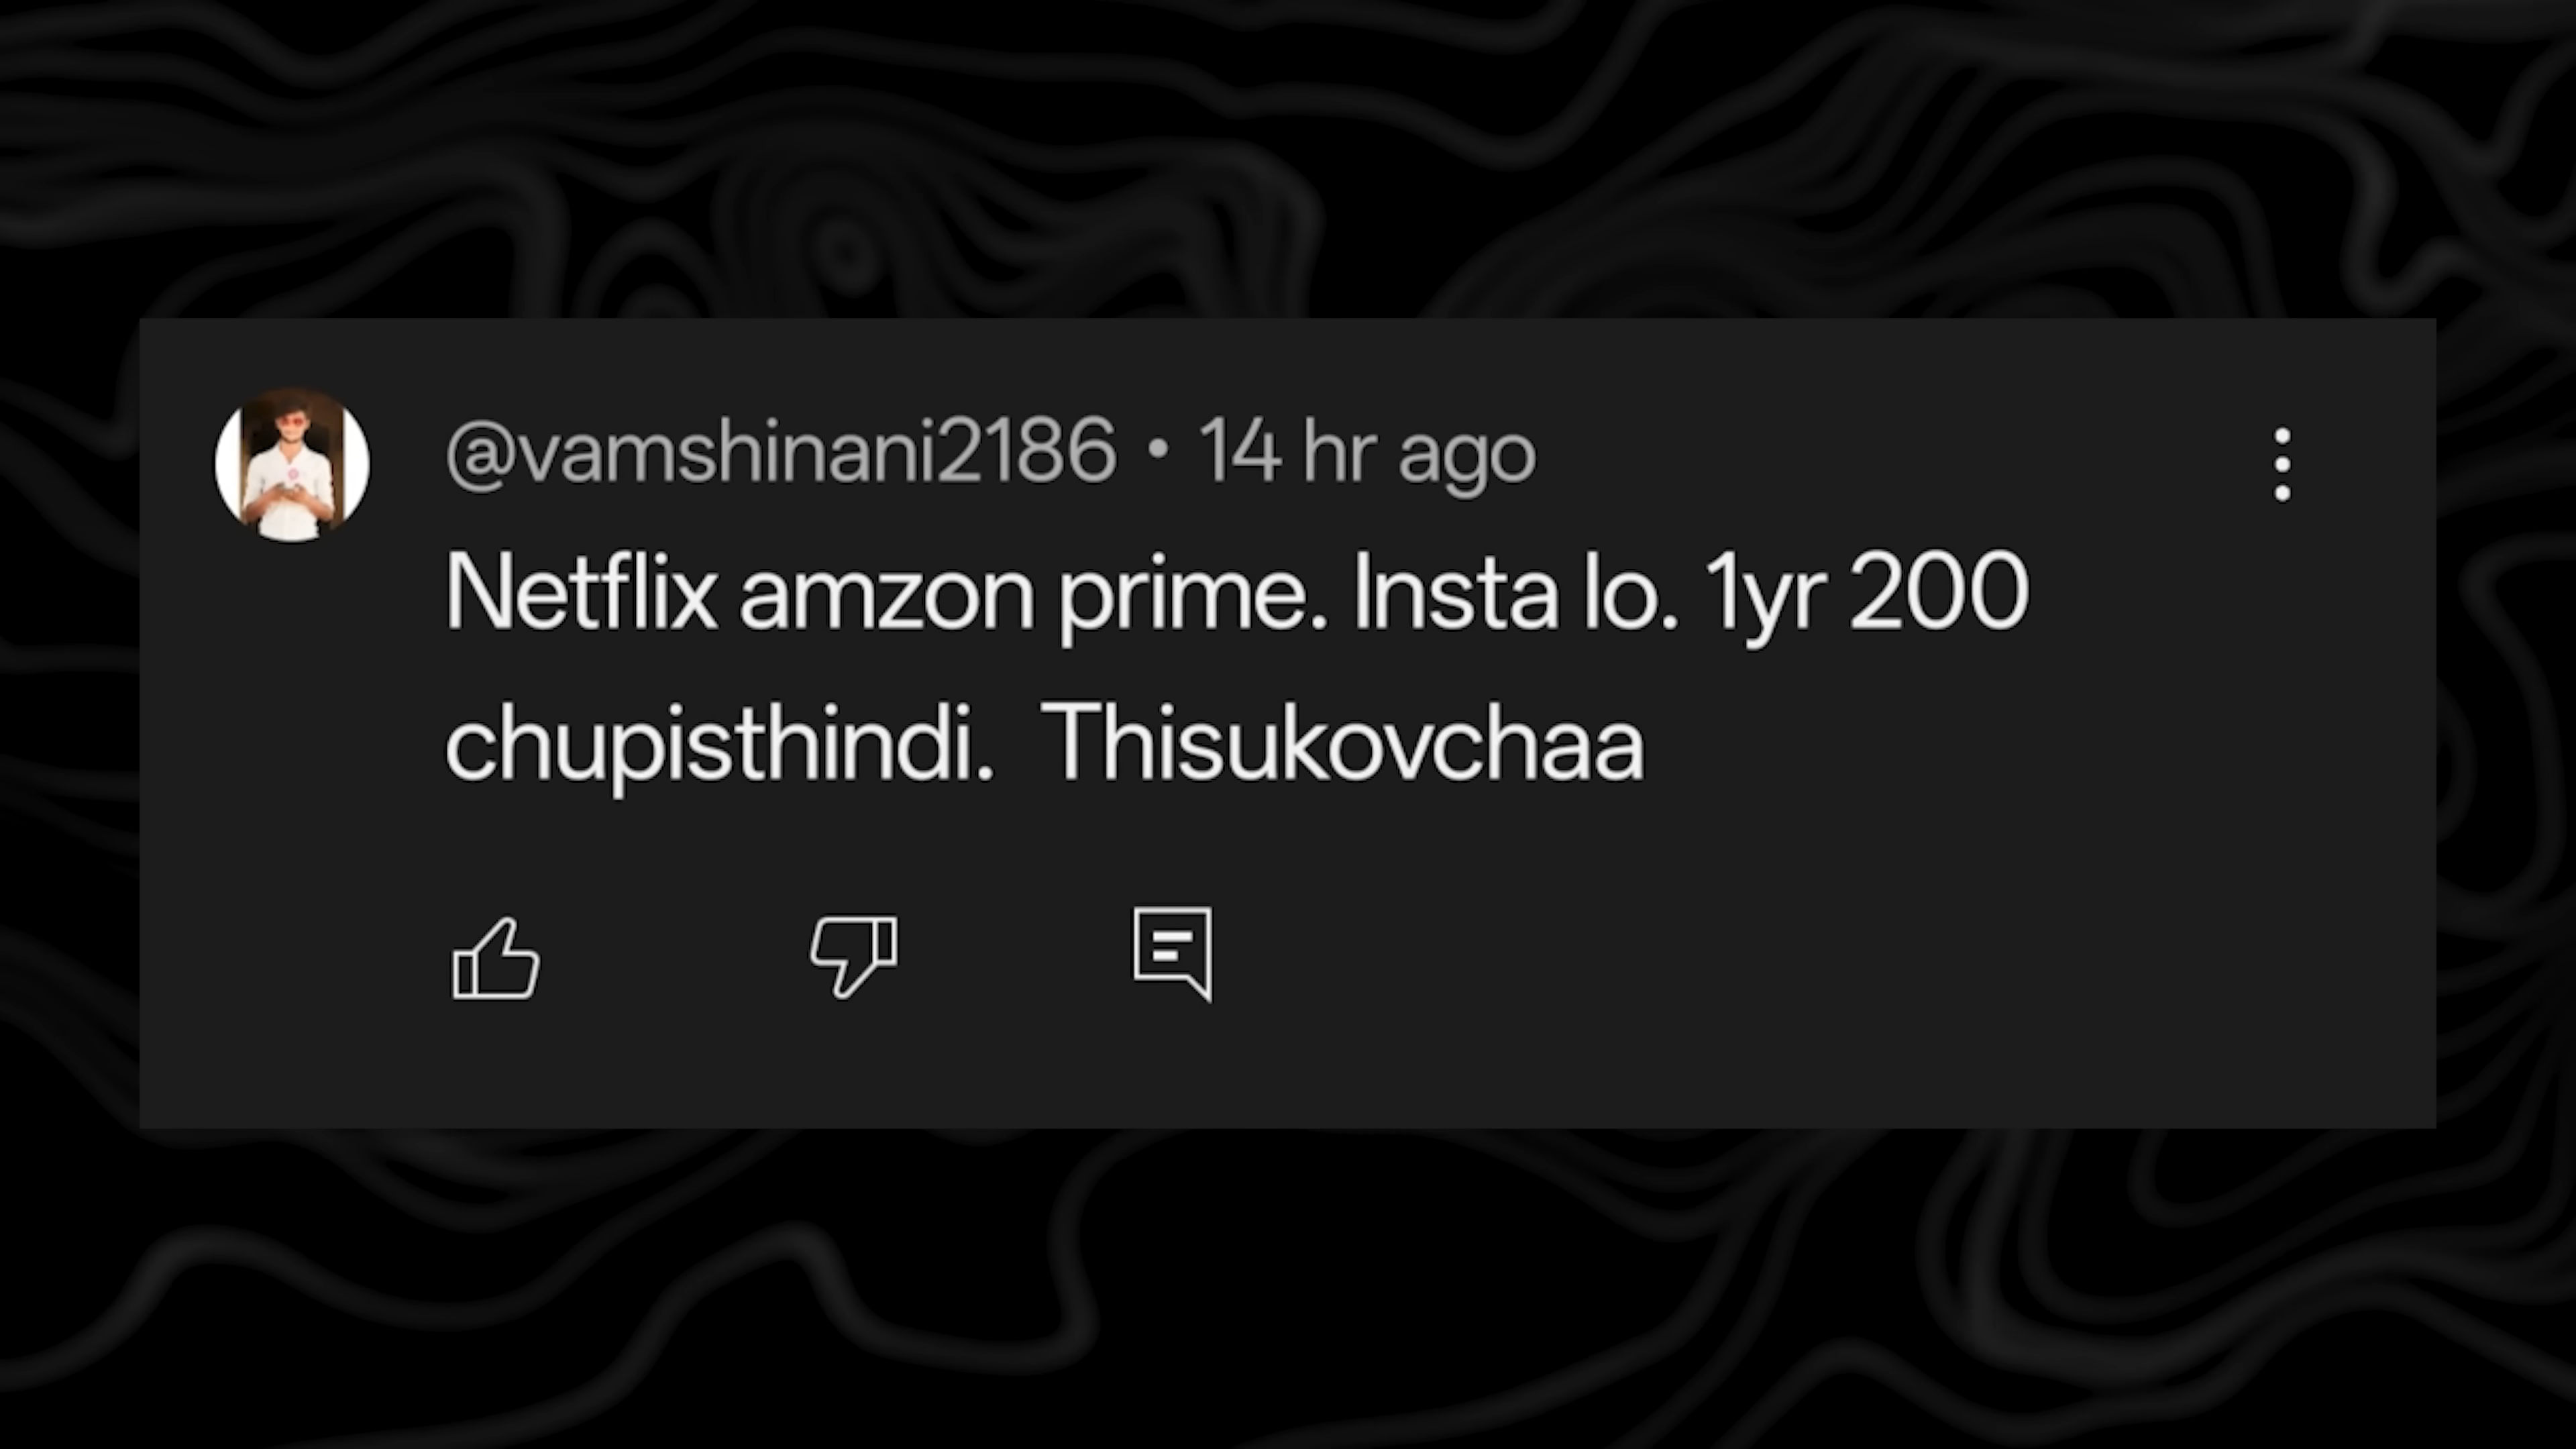 @vamshinani2186 • 14 hr ago
Netflix amzon prime. Insta lo. 1yr 200
chupisthindi.  Thisukovchaa